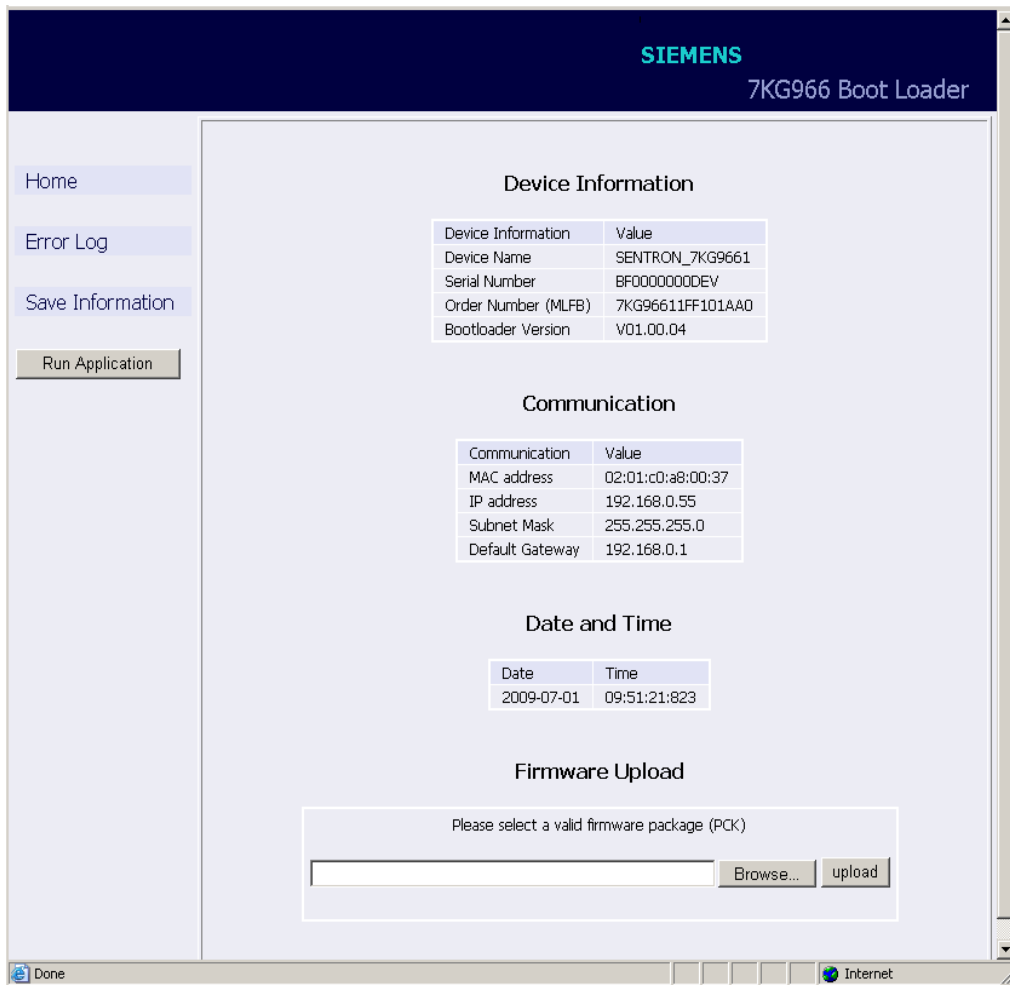 SIEMENS
7KG966 Boot Loader
Home
Error Log
Save Information
Run Application
Device Information
Device Information Value
Device Name SENTRON_7KG9661
Serial Number BF0000000DEV
Order Number (MLFB) 7KG96611FF101AA0
Bootloader Version V01.00.04
Communication
Communication Value
MAC address 02:01:c0:a8:00:37
IP address 192.168.0.55
Subnet Mask 255.255.255.0
Default Gateway 192.168.0.1
Date and Time
Date Time
2009-07-01 09:51:21:823
Firmware Upload
Please select a valid firmware package (PCK)
Browse... upload
Done Internet